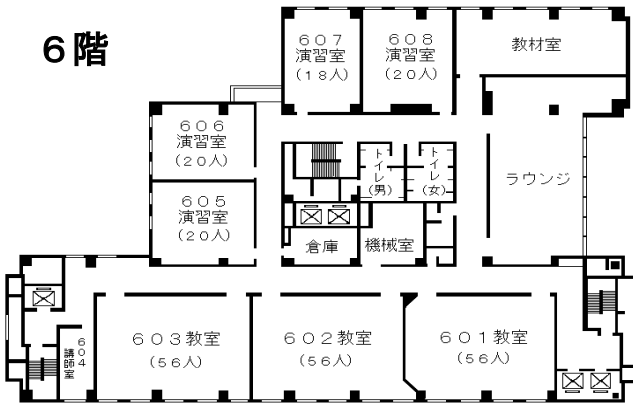 ６階
６０７
演習室
（１８人）
６０８
演習室
（２０人）
教材室
６０６
演習室
（２０人）
トイレ（男）
トイレ（女）
ラウンジ
６０５
演習室
（２０人）
倉庫
機械室
６０４
講師室
６０３教室
（５６人）
６０２教室
（５６人）
６０１教室
（５６人）